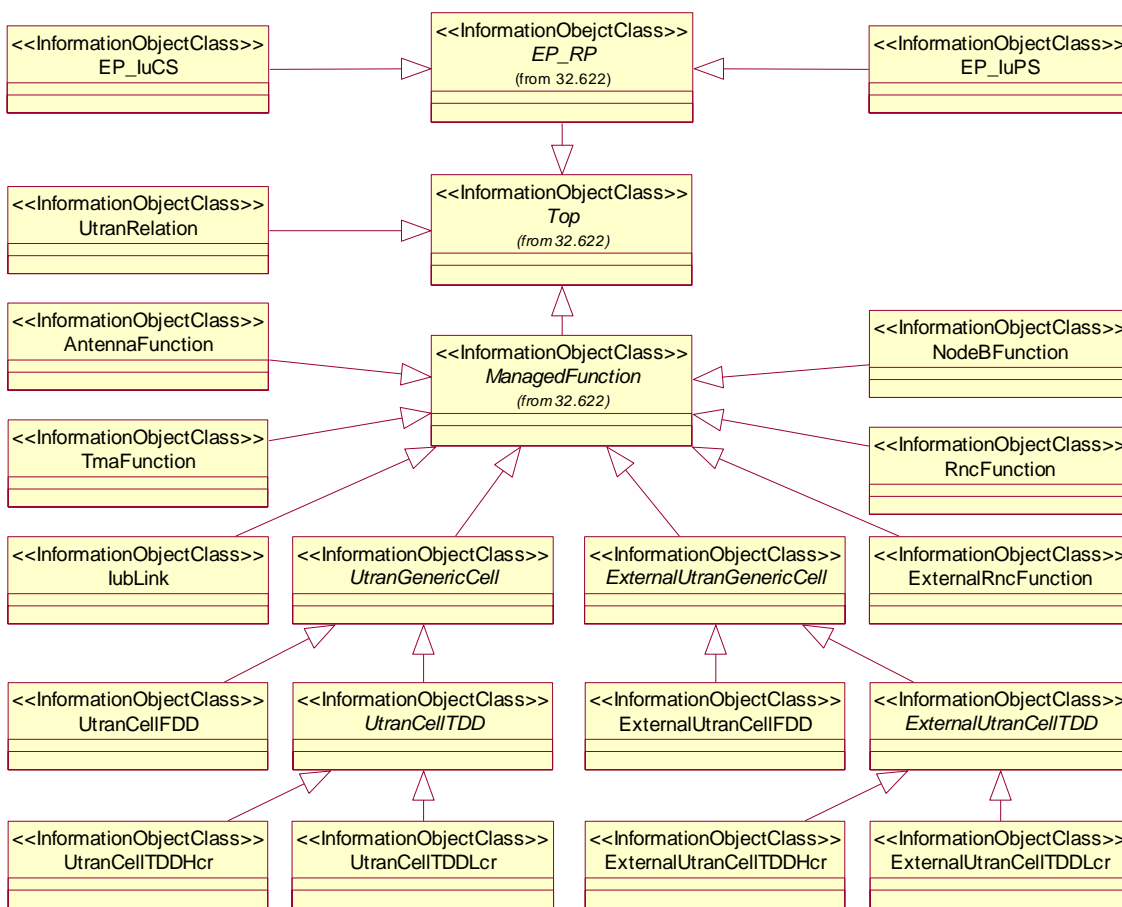 <<InformationObjectClass>>
EP_IuCS
<<InformationObejctClass>>
EP_RP
(from 32.622)
<<InformationObjectClass>>
EP_IuPS
<<InformationObjectClass>>
UtranRelation
<<InformationObjectClass>>
Top
(from 32.622)
<<InformationObjectClass>>
AntennaFunction
<<InformationObjectClass>>
ManagedFunction
(from 32.622)
<<InformationObjectClass>>
NodeBFunction
<<InformationObjectClass>>
TmaFunction
<<InformationObjectClass>>
RncFunction
<<InformationObjectClass>>
IubLink
<<InformationObjectClass>>
UtranGenericCell
<<InformationObjectClass>>
ExternalUtranGenericCell
<<InformationObjectClass>>
ExternalRncFunction
<<InformationObjectClass>>
UtranCellFDD
<<InformationObjectClass>>
UtranCellTDD
<<InformationObjectClass>>
ExternalUtranCellFDD
<<InformationObjectClass>>
ExternalUtranCellTDD
<<InformationObjectClass>>
UtranCellTDDHcr
<<InformationObjectClass>>
UtranCellTDDLcr
<<InformationObjectClass>>
ExternalUtranCellTDDHcr
<<InformationObjectClass>>
ExternalUtranCellTDDLcr